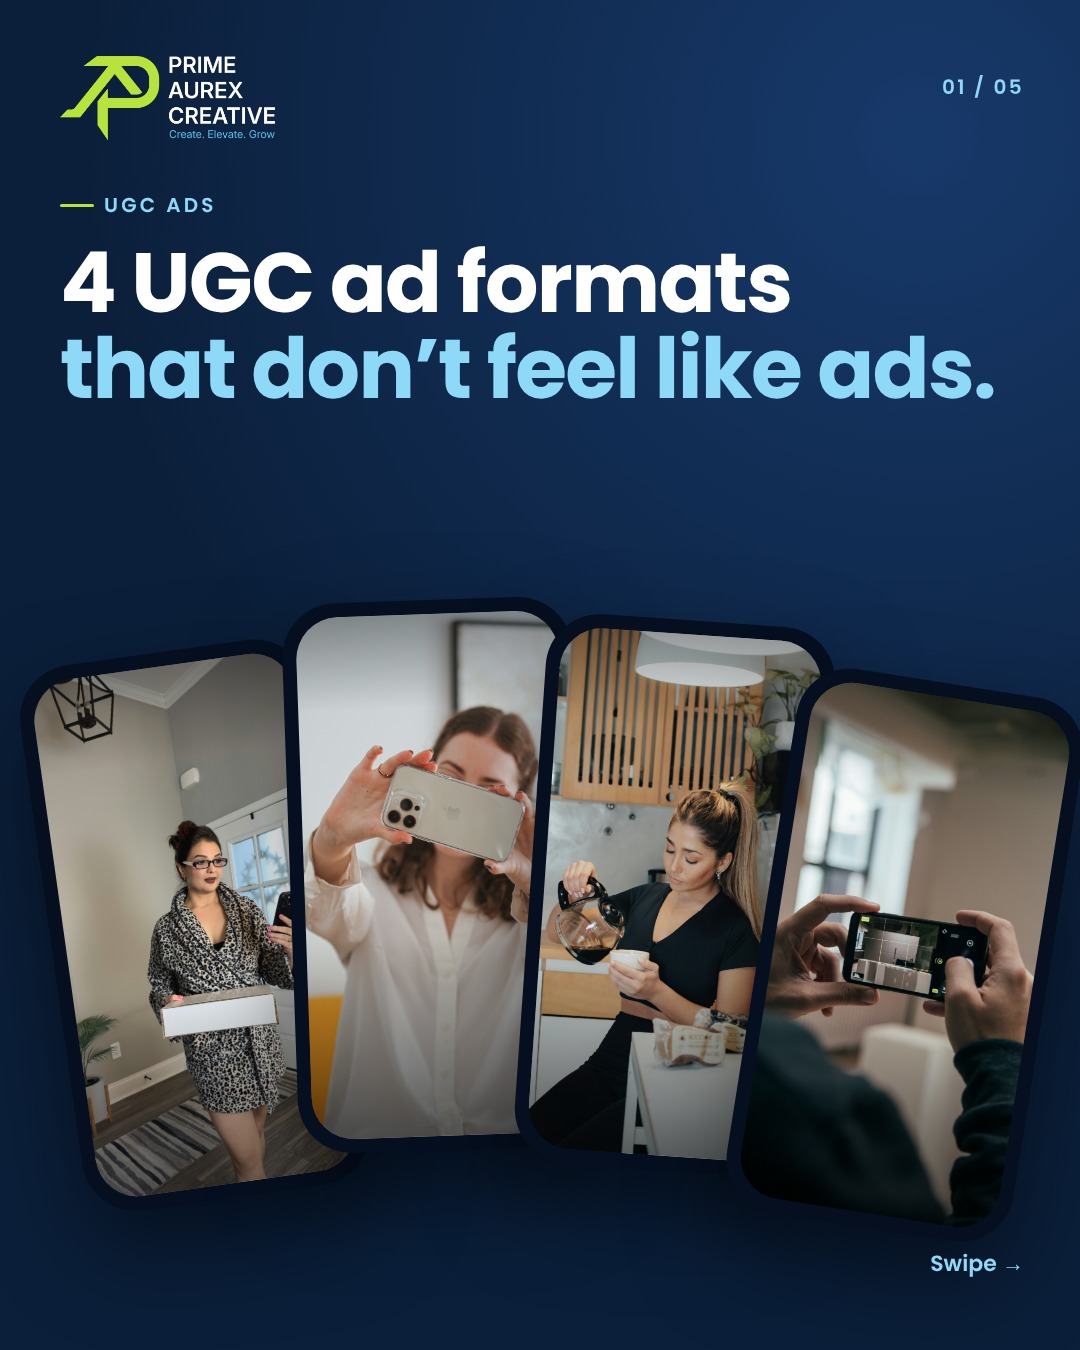 PRIME
AUREX
CREATIVE
Create. Elevate. Grow
01 / 05
UGC ADS
4 UGC ad formats
that don’t feel like ads.
Swipe →